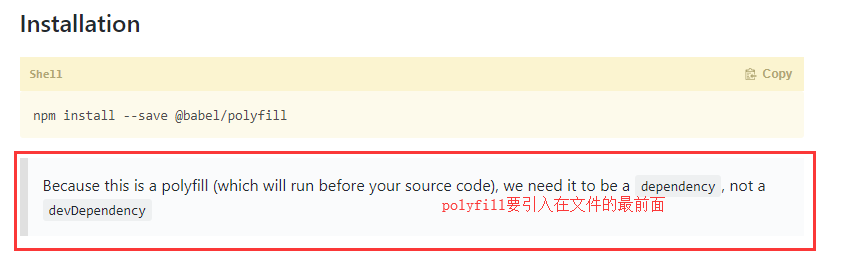 Installation
Shell
Copy
npm install --save @babel/polyfill
Because this is a polyfill (which will run before your source code), we need it to be a dependency, not a
devDependency
polyfill要引入在文件的最前面